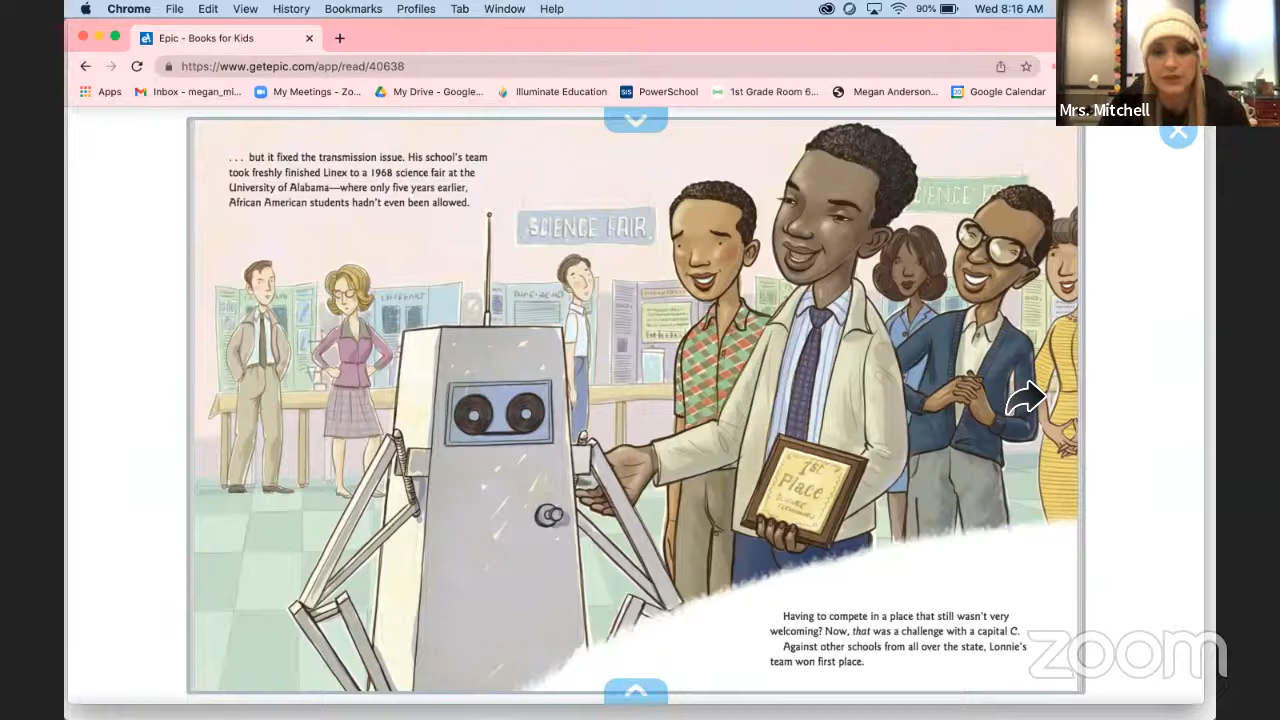 Chrome File Edit View History Bookmarks Profiles Tab Window Help 90% Wed 8:16 AM
Epic - Books for Kids
https://www.getepic.com/app/read/40638
Apps Inbox - megan_mi... My Meetings - Zo... My Drive - Google... Illuminate Education SIS PowerSchool 1st Grade Room 6... Megan Anderson... Google Calendar
Mrs. Mitchell
. . . but it fixed the transmission issue. His school's team
took freshly finished Linex to a 1968 science fair at the
University of Alabama—where only five years earlier,
African American students hadn't even been allowed.
SCIENCE FAIR
SCIENCE FA
1st
Place
Having to compete in a place that still wasn't very
welcoming? Now, that was a challenge with a capital C.
Against other schools from all over the state, Lonnie's
team won first place.
zoom